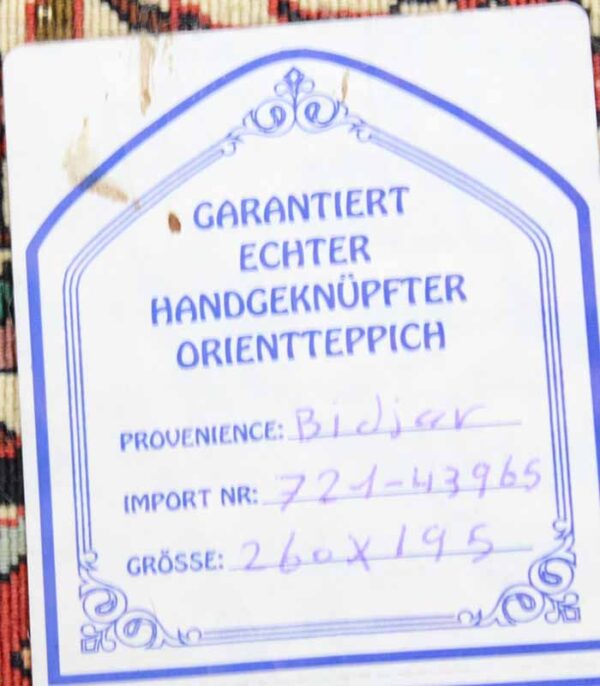 GARANTIERT
ECHTER
HANDGEKNÜPFTER
ORIENTTEPPICH
PROVENIENCE: Bidjar
IMPORT NR: 721-43965
GRÖSSE: 260X195